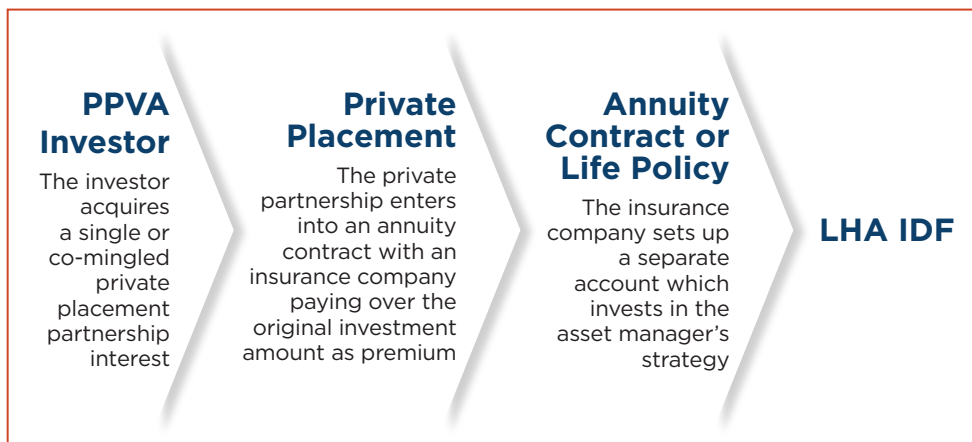 PPVA
Investor
The investor
acquires
a single or
co-mingled
private
placement
partnership
interest
Private
Placement
The private
partnership enters
into an annuity
contract with an
insurance company
paying over the
original investment
amount as premium
Annuity
Contract or
Life Policy
The insurance
company sets up
a separate
account which
invests in the
asset manager’s
strategy
LHA IDF